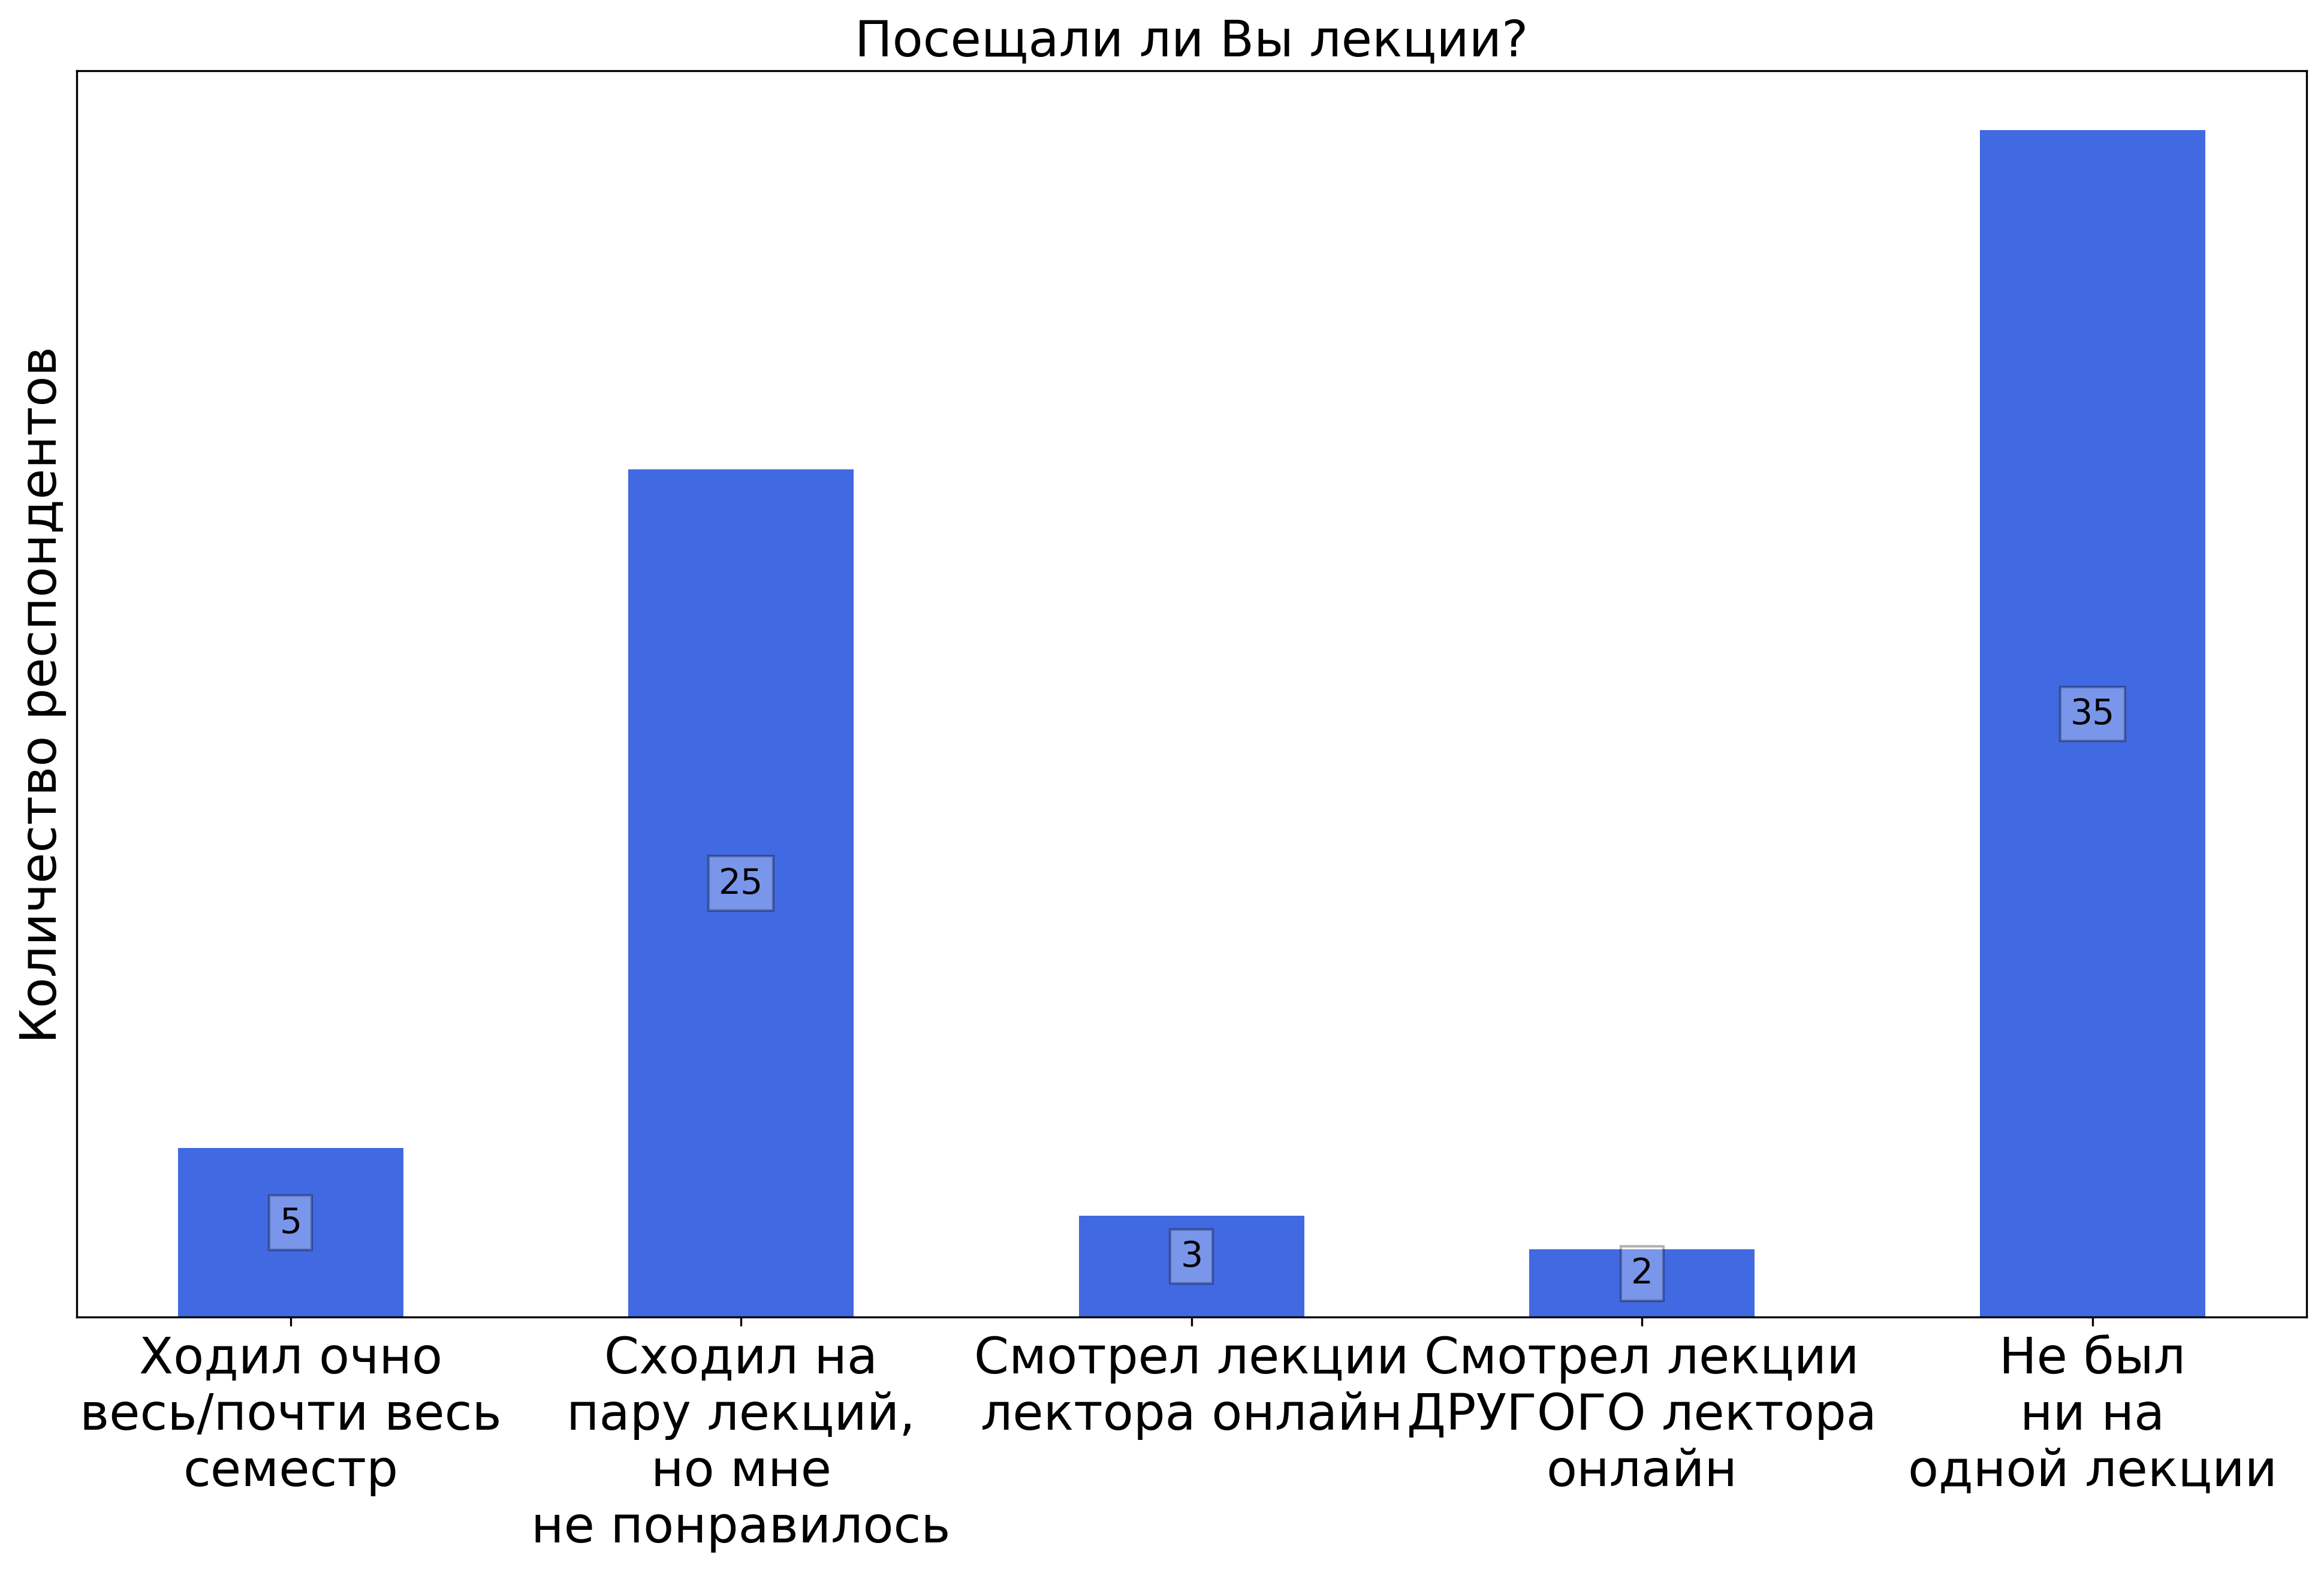 Посещали ли Вы лекции?
Количество респондентов
5
25
3
2
35
Ходил очно
весь/почти весь
семестр
Сходил на
пару лекций,
но мне
не понравилось
Смотрел лекции
лектора онлайн
Смотрел лекции
ДРУГОГО лектора
онлайн
Не был
ни на
одной лекции